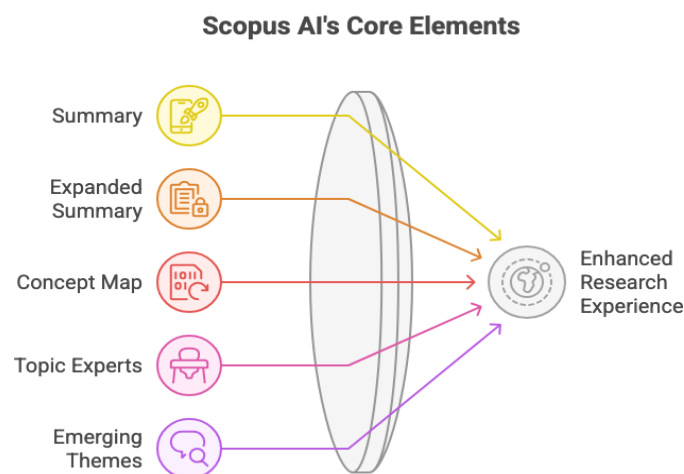 Scopus AI's Core Elements
Summary
Expanded
Summary
Concept Map
Topic Experts
Emerging
Themes
Enhanced
Research
Experience